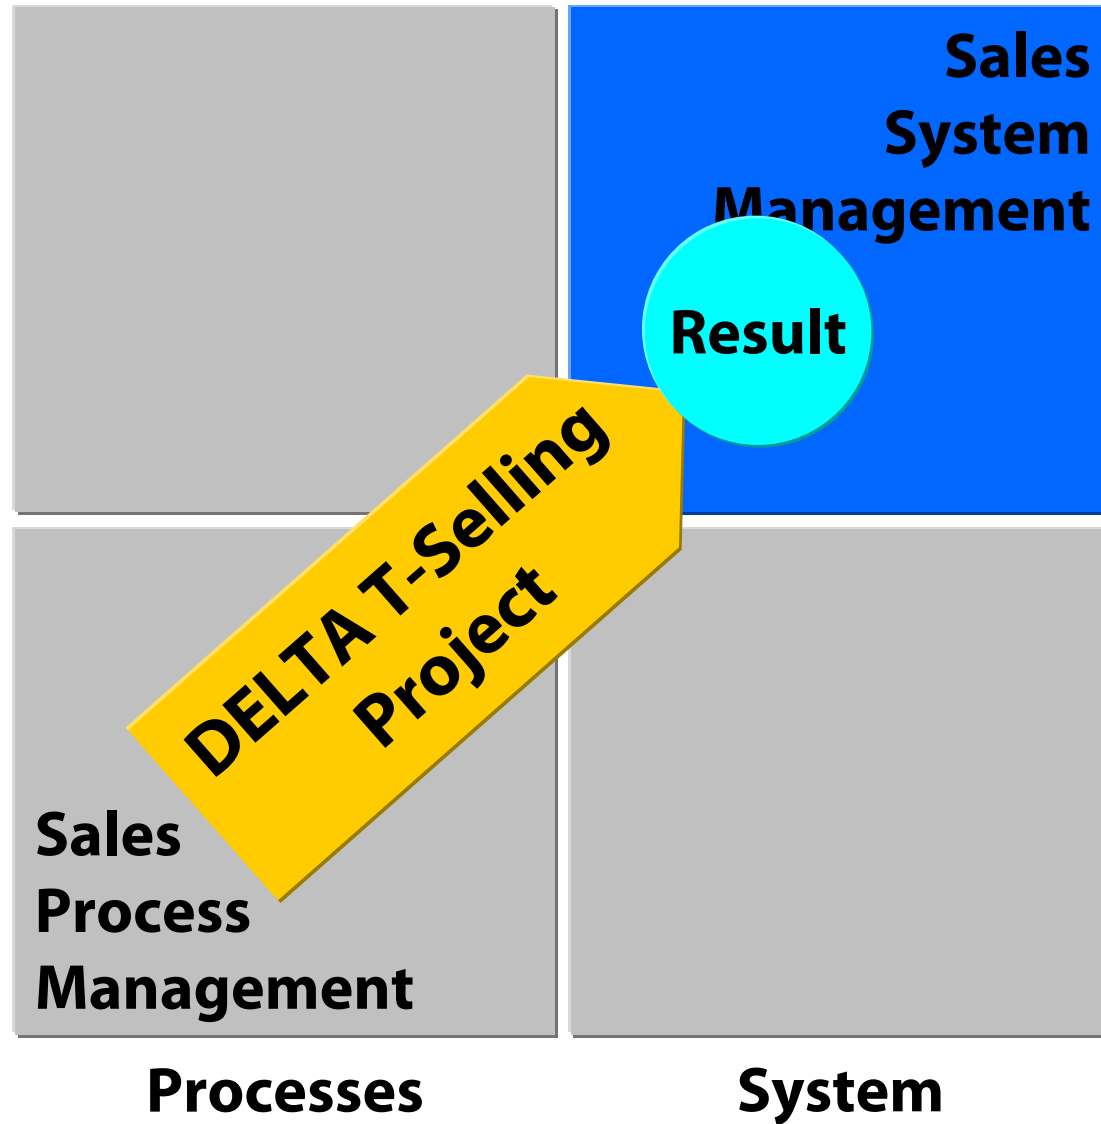 Sales
System
Management
Result
DELTA T-Selling
Project
Sales
Process
Management
Processes
System